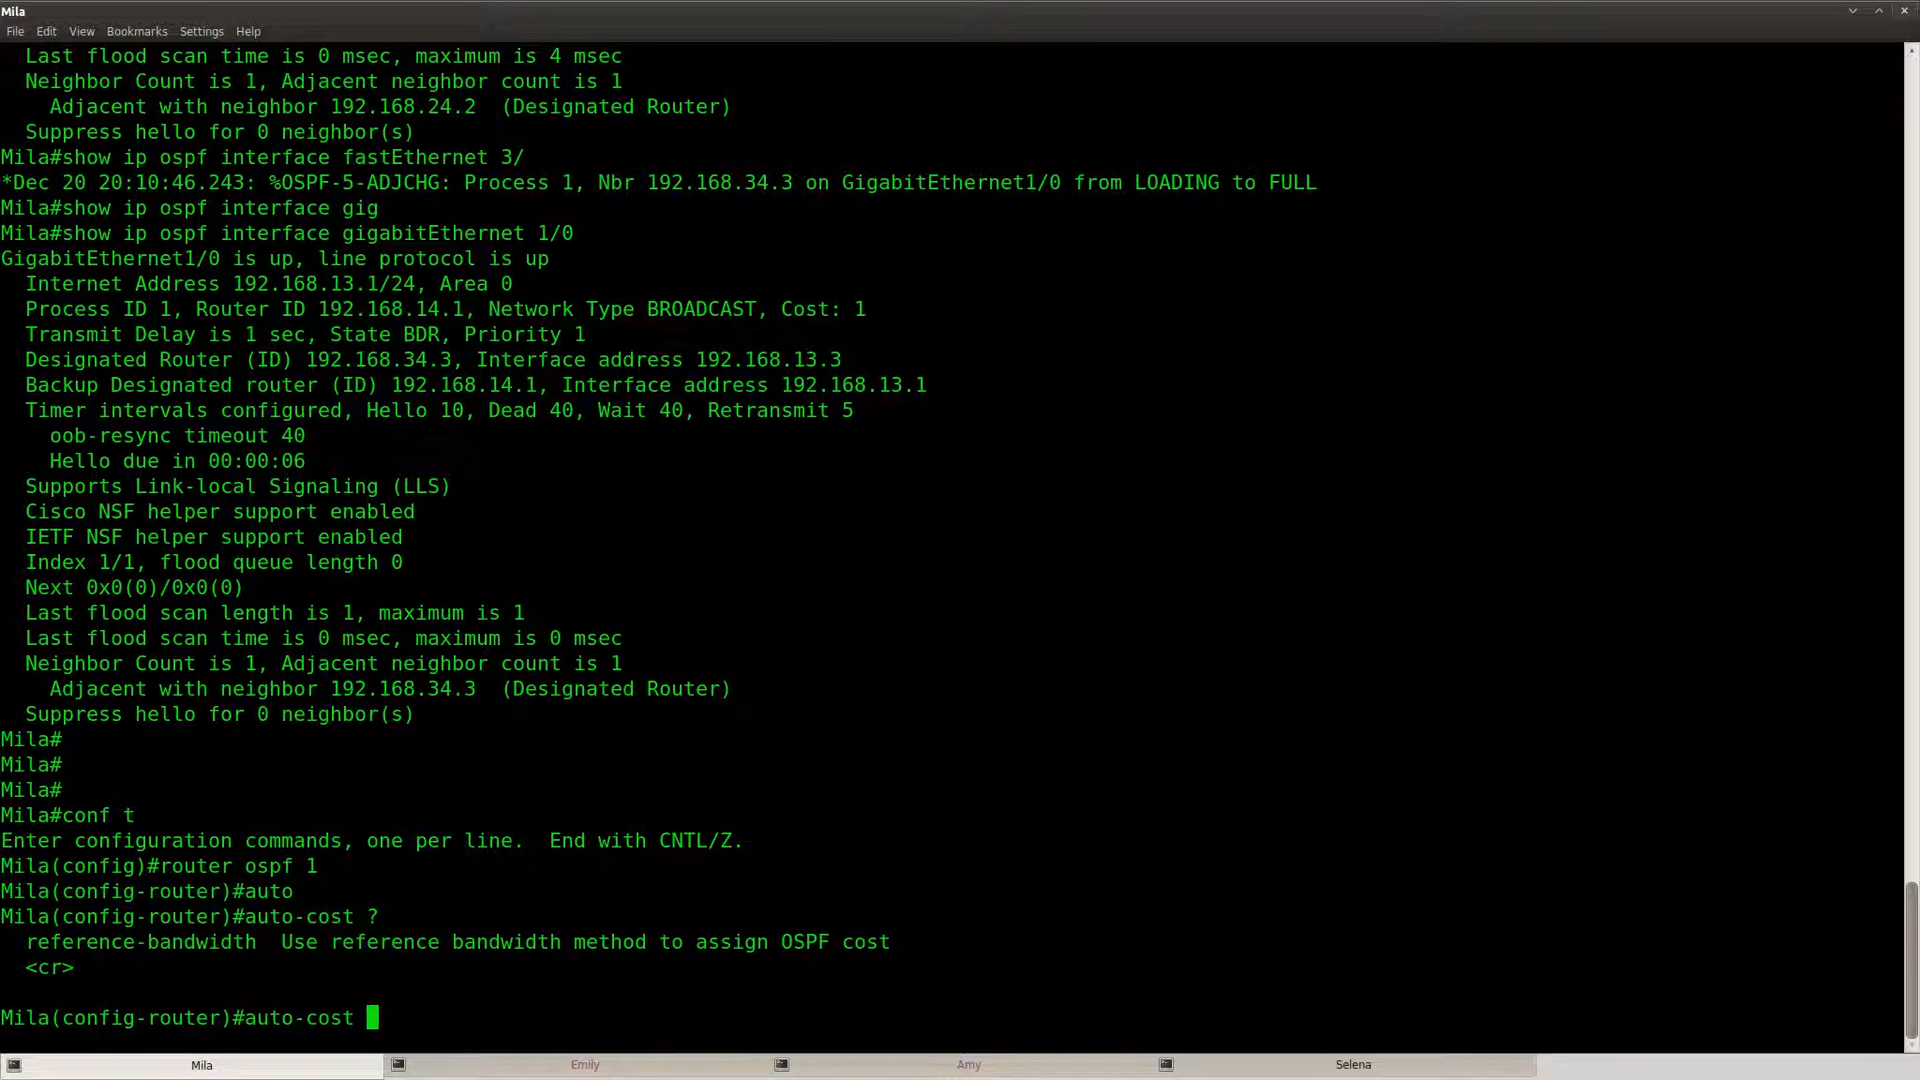 Mila
File Edit View Bookmarks Settings Help
Last flood scan time is 0 msec, maximum is 4 msec
Neighbor Count is 1, Adjacent neighbor count is 1
Adjacent with neighbor 192.168.24.2 (Designated Router)
Suppress hello for 0 neighbor(s)
Mila#show ip ospf interface fastEthernet 3/
*Dec 20 20:10:46.243: %OSPF-5-ADJCHG: Process 1, Nbr 192.168.34.3 on GigabitEthernet1/0 from LOADING to FULL
Mila#show ip ospf interface gig
Mila#show ip ospf interface gigabitEthernet 1/0
GigabitEthernet1/0 is up, line protocol is up
Internet Address 192.168.13.1/24, Area 0
Process ID 1, Router ID 192.168.14.1, Network Type BROADCAST, Cost: 1
Transmit Delay is 1 sec, State BDR, Priority 1
Designated Router (ID) 192.168.34.3, Interface address 192.168.13.3
Backup Designated router (ID) 192.168.14.1, Interface address 192.168.13.1
Timer intervals configured, Hello 10, Dead 40, Wait 40, Retransmit 5
oob-resync timeout 40
Hello due in 00:00:06
Supports Link-local Signaling (LLS)
Cisco NSF helper support enabled
IETF NSF helper support enabled
Index 1/1, flood queue length 0
Next 0x0(0)/0x0(0)
Last flood scan length is 1, maximum is 1
Last flood scan time is 0 msec, maximum is 0 msec
Neighbor Count is 1, Adjacent neighbor count is 1
Adjacent with neighbor 192.168.34.3 (Designated Router)
Suppress hello for 0 neighbor(s)
Mila#
Mila#
Mila#
Mila#conf t
Enter configuration commands, one per line. End with CNTL/Z.
Mila(config)#router ospf 1
Mila(config-router)#auto
Mila(config-router)#auto-cost ?
reference-bandwidth Use reference bandwidth method to assign OSPF cost
<cr>
Mila(config-router)#auto-cost
Mila Emily Amy Selena